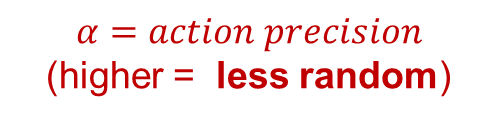 α = action precision
(higher = less random)